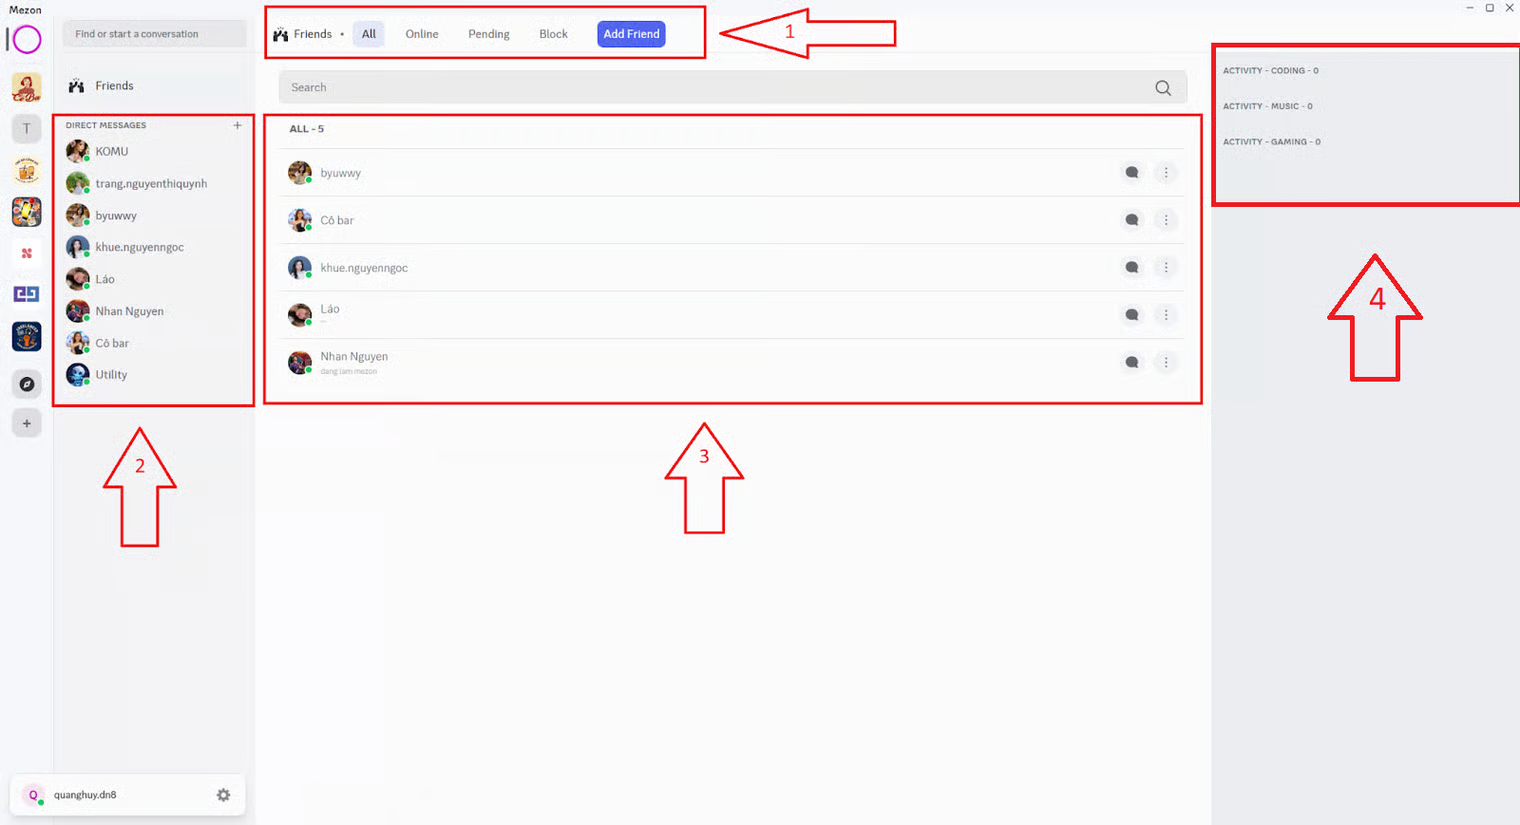 Mezon
Find or start a conversation
Friends
DIRECT MESSAGES +
KOMU
trang.nguyenthiquynh
byuwwy
khue.nguyenngoc
Láo
Nhan Nguyen
Cô bar
Utility
T
+
Q quanghuy.dn8
Friends • All Online Pending Block Add Friend
1
Search
ALL - 5
byuwwy
Cô bar
khue.nguyenngoc
Láo
...
Nhan Nguyen
dang lam mezon
2
3
ACTIVITY - CODING - 0
ACTIVITY - MUSIC - 0
ACTIVITY - GAMING - 0
4